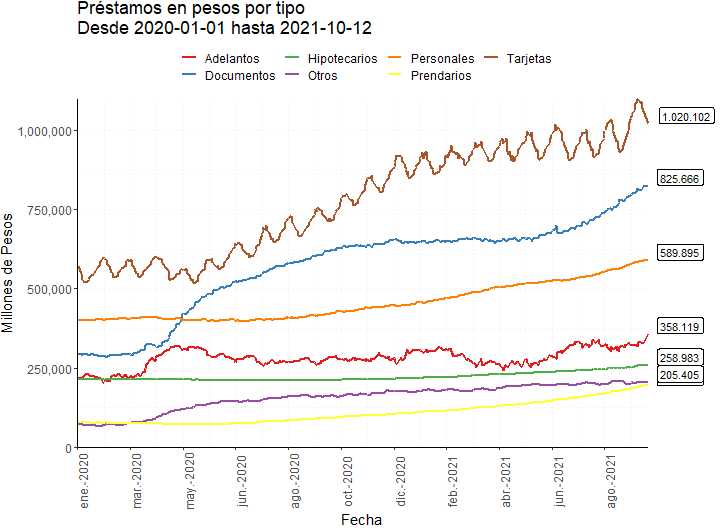 Préstamos en pesos por tipo
Desde 2020-01-01 hasta 2021-10-12
Adelantos Hipotecarios Personales Tarjetas
Documentos Otros Prendarios
Millones de Pesos
1,000,000
750,000
500,000
250,000
0
1.020.102
825.666
589.895
358.119
258.983
205.405
ene.-2020 mar.-2020 may.-2020 jun.-2020 ago.-2020 oct.-2020 dic.-2020 feb.-2021 abr.-2021 jun.-2021 ago.-2021
Fecha